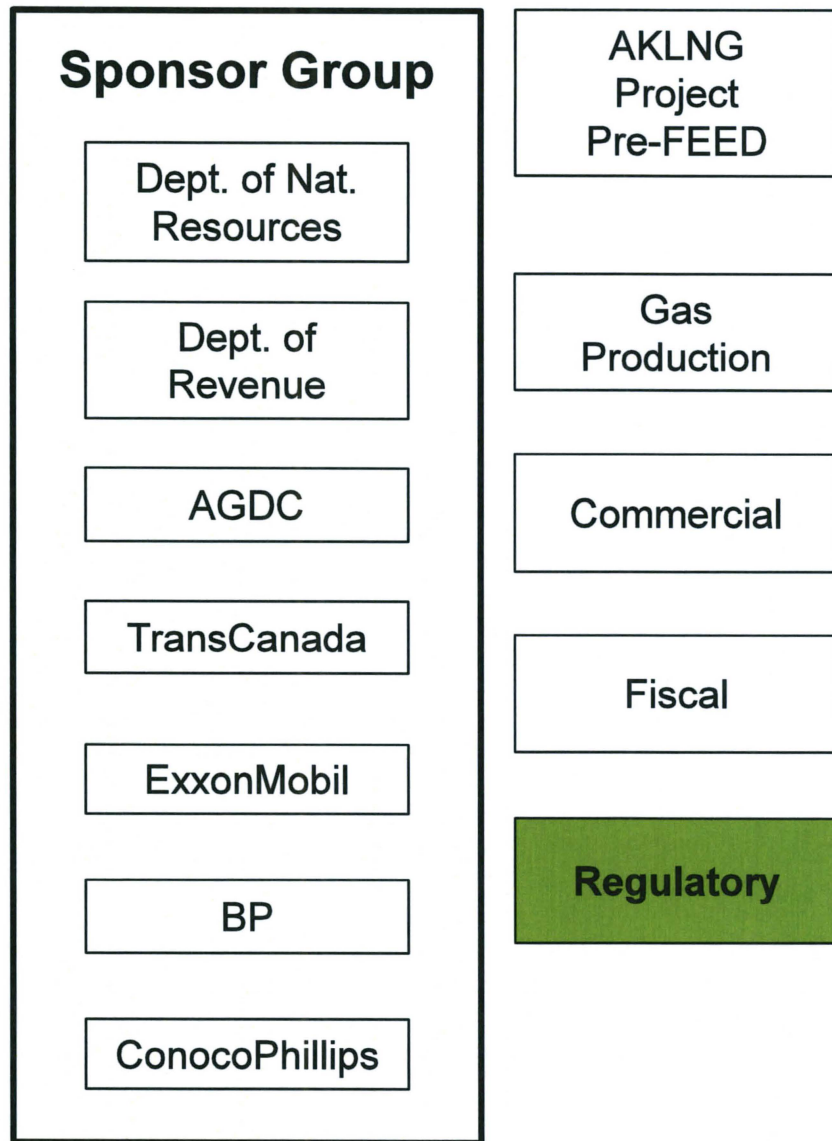 Sponsor Group
Dept. of Nat.
Resources
Dept. of
Revenue
AGDC
TransCanada
ExxonMobil
BP
ConocoPhillips
AKLNG
Project
Pre-FEED
Gas
Production
Commercial
Fiscal
Regulatory